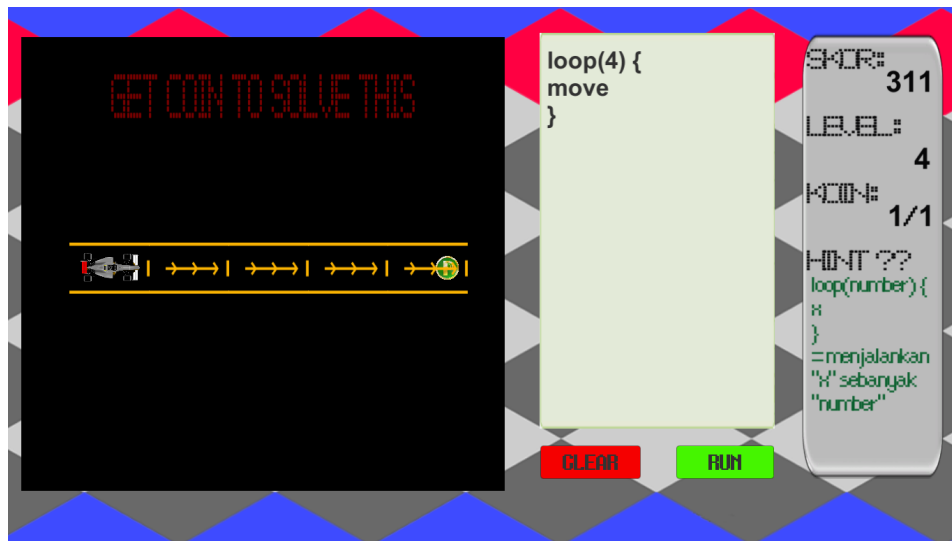 GET COIN TO SOLVE THIS
loop(4) {
move
}
CLEAR
RUN
SKOR:
311
LEVEL:
4
KOIN:
1/1
HINT ??
loop(number) {
x
}
=menjalankan
"x" sebanyak
"number"